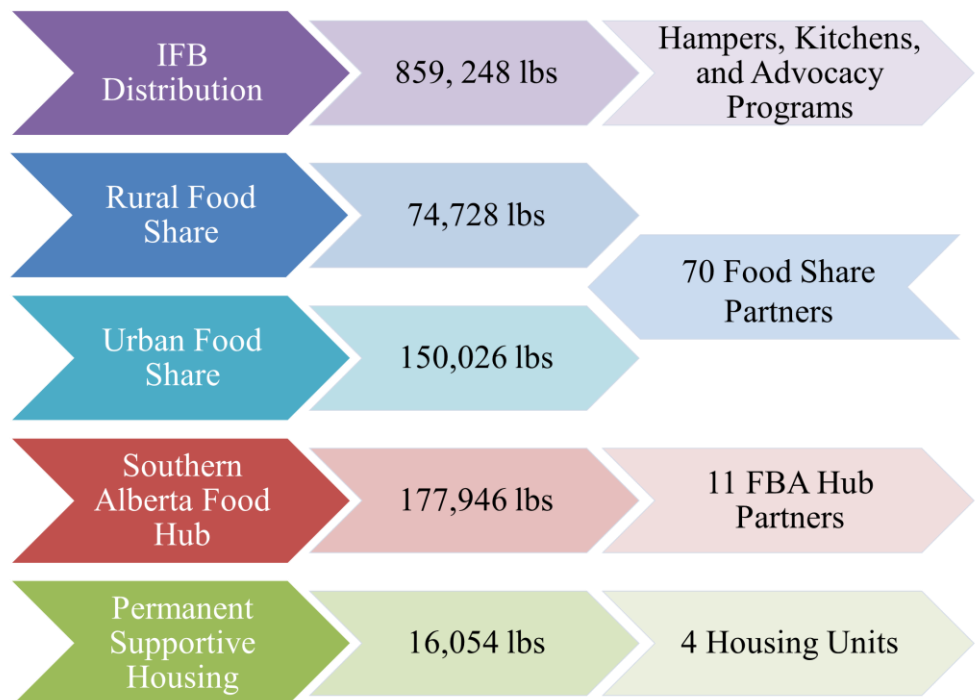 IFB
Distribution
859, 248 lbs
Hampers, Kitchens,
and Advocacy
Programs
Rural Food
Share
74,728 lbs
70 Food Share
Partners
Urban Food
Share
150,026 lbs
Southern
Alberta Food
Hub
177,946 lbs
11 FBA Hub
Partners
Permanent
Supportive
Housing
16,054 lbs
4 Housing Units